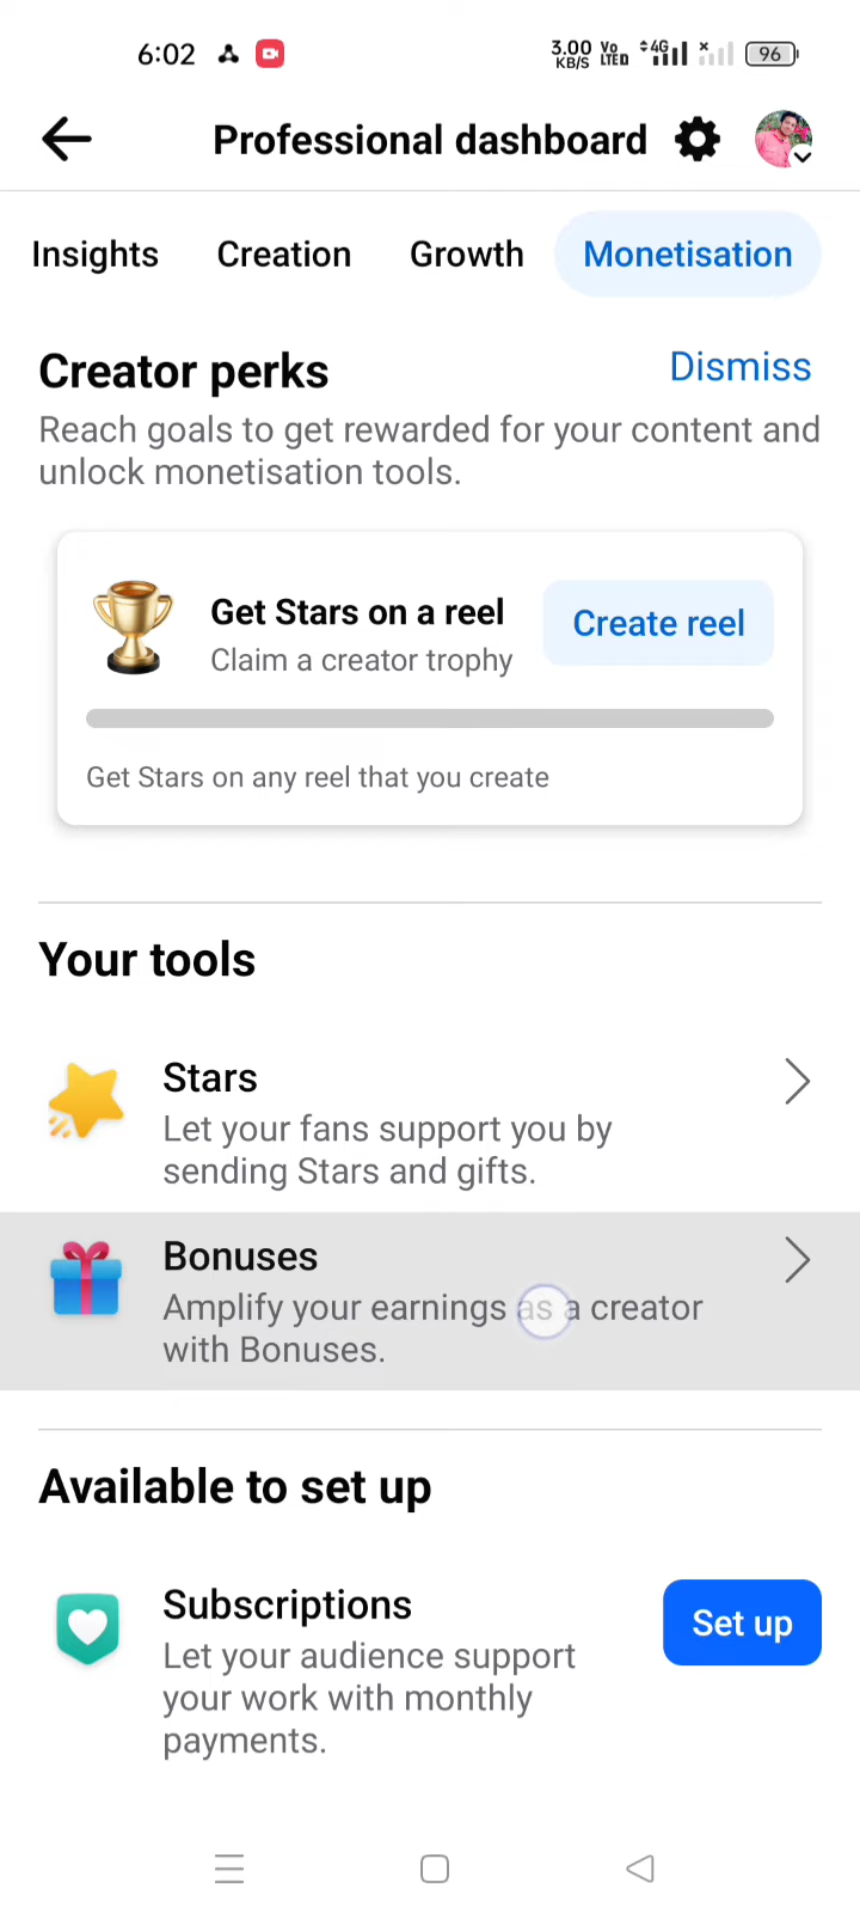 6:02
3.00 KB/S Vo LTED 4G 96
Professional dashboard
Insights Creation Growth Monetisation
Creator perks Dismiss
Reach goals to get rewarded for your content and
unlock monetisation tools.
Get Stars on a reel
Claim a creator trophy
Create reel
Get Stars on any reel that you create
Your tools
Stars
Let your fans support you by
sending Stars and gifts.
Bonuses
Amplify your earnings as a creator
with Bonuses.
Available to set up
Subscriptions
Let your audience support
your work with monthly
payments.
Set up